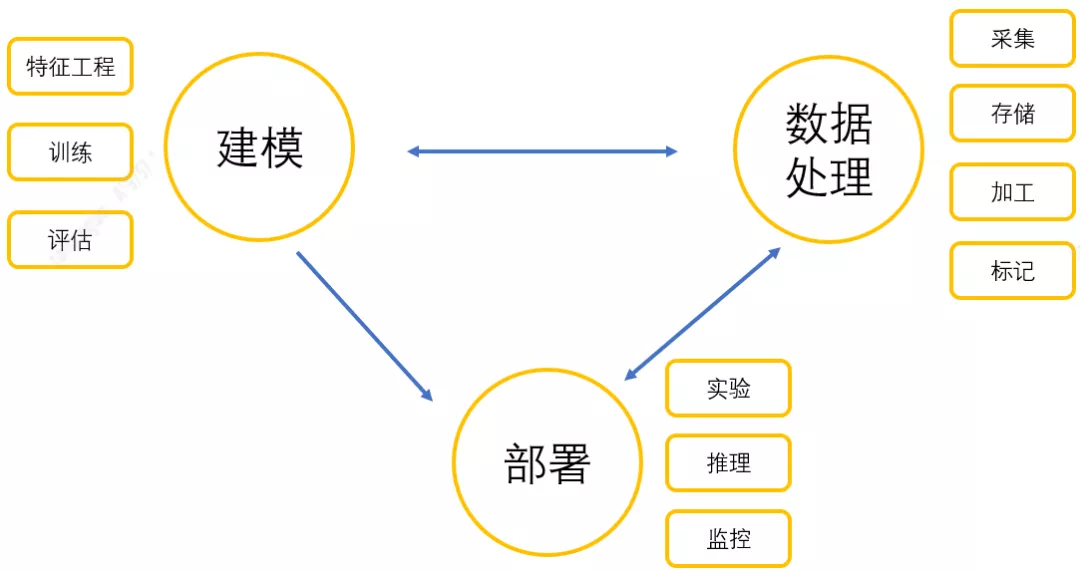 特征工程
训练
评估
建模
数据
处理
采集
存储
加工
标记
部署
实验
推理
监控